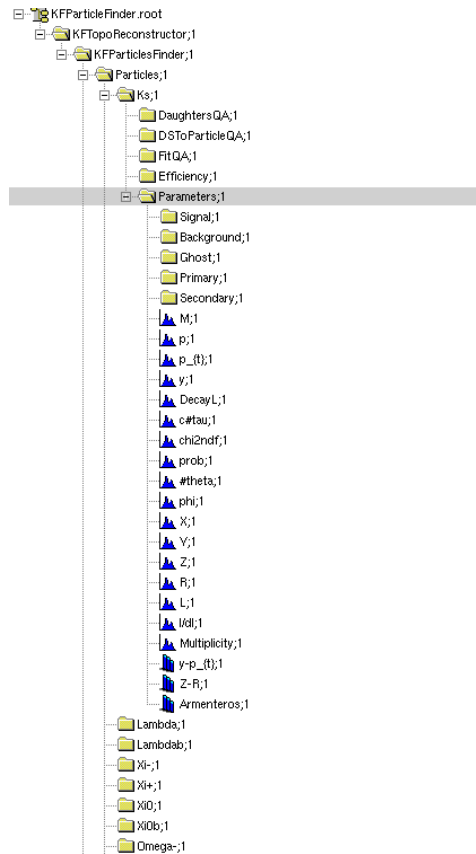 KFParticleFinder.root
KFTopoReconstructor;1
KFParticlesFinder;1
Particles;1
Ks;1
DaughtersQA;1
DSToParticleQA;1
FitQA;1
Efficiency;1
Parameters;1
Signal;1
Background;1
Ghost;1
Primary;1
Secondary;1
M;1
p;1
p_{t};1
y;1
DecayL;1
c#tau;1
chi2ndf;1
prob;1
#theta;1
phi;1
X;1
Y;1
Z;1
R;1
L;1
l/dl;1
Multiplicity;1
y-p_{t};1
Z-R;1
Armenteros;1
Lambda;1
Lambdab;1
Xi-;1
Xi+;1
Xi0;1
Xi0b;1
Omega-;1